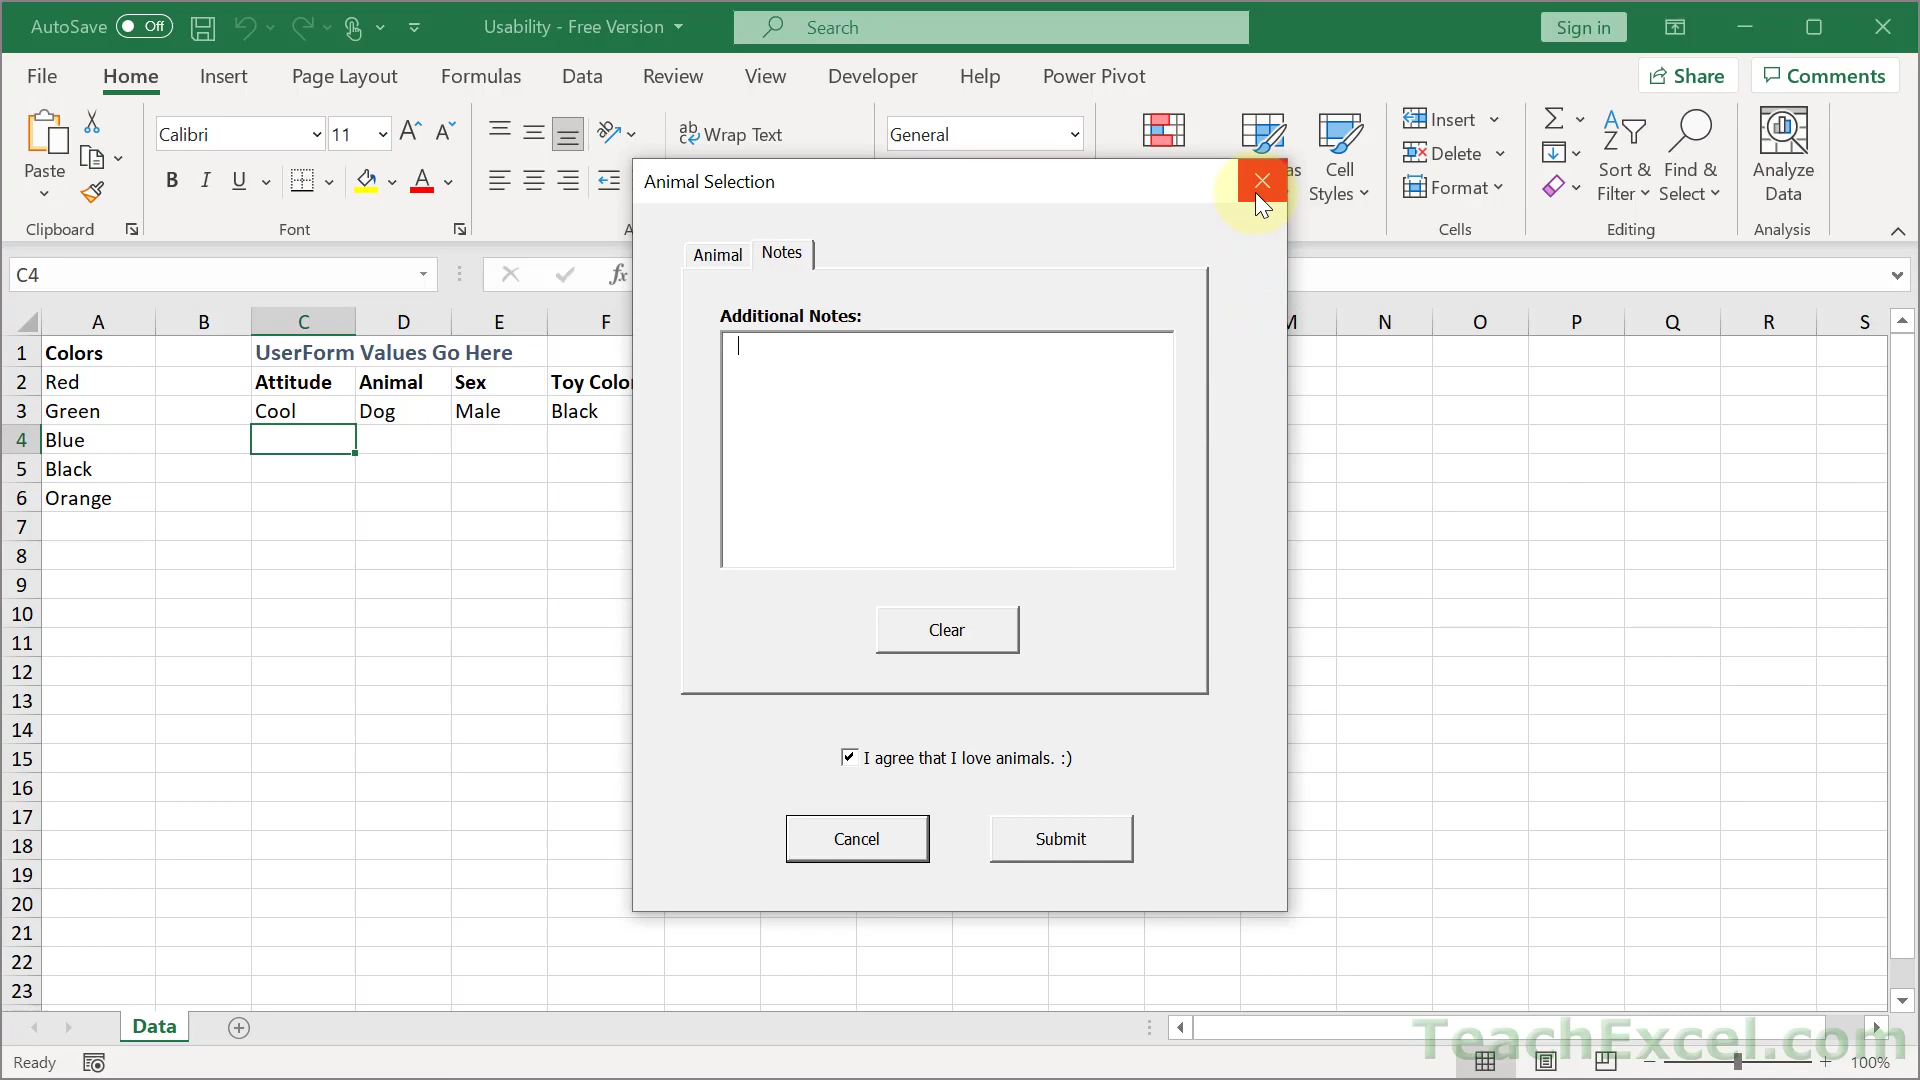 AutoSave Off Usability - Free Version Search Sign in
File Home Insert Page Layout Formulas Data Review View Developer Help Power Pivot Share Comments
Paste Calibri 11 A A ab Wrap Text General Cell Styles Insert Delete Format Sort & Filter Find & Select Analyze Data
B I U A
Clipboard Font Cells Editing Analysis
C4 fx
A B C D E F N O P Q R S
1 Colors UserForm Values Go Here
2 Red Attitude Animal Sex Toy Color
3 Green Cool Dog Male Black
4 Blue
5 Black
6 Orange
7
8
9
10
11
12
13
14
15
16
17
18
19
20
21
22
23
Animal Selection
Animal Notes
Additional Notes:
Clear
I agree that I love animals. :)
Cancel Submit
Data
TeachExcel.com
Ready 100%